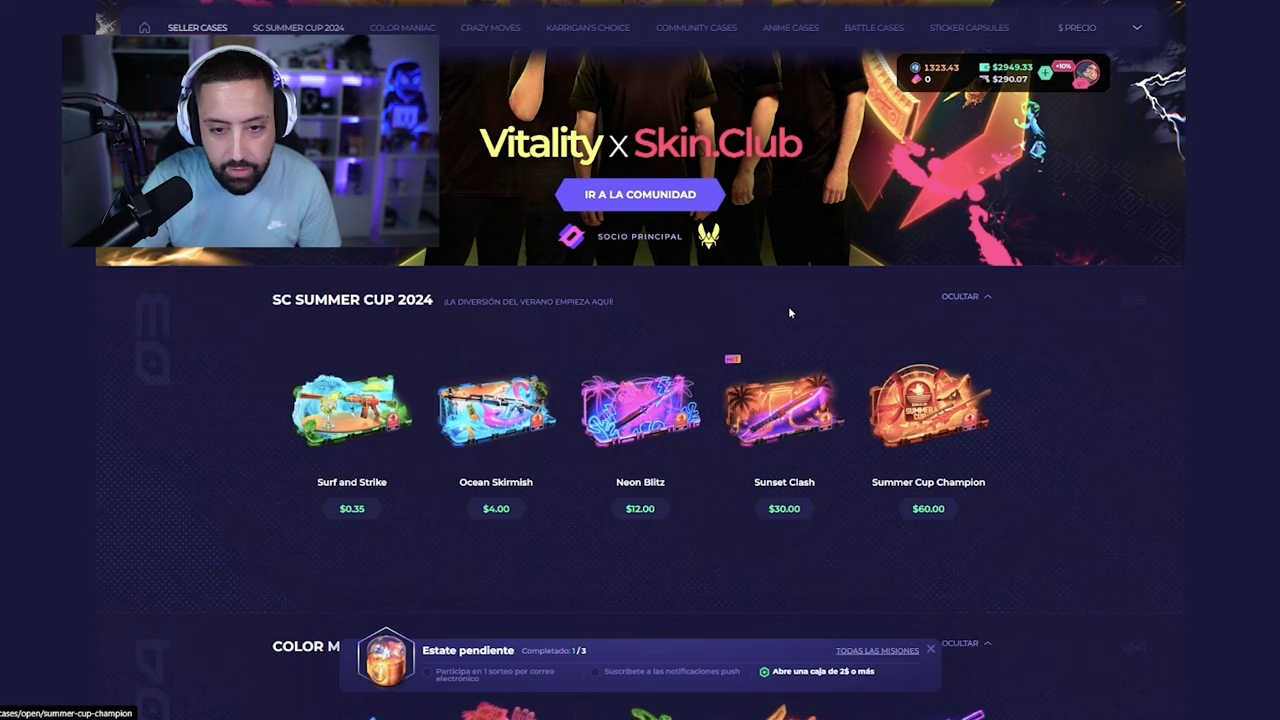 SELLER CASES SC SUMMER CUP 2024 COLOR MANIAC CRAZY MOVES KARRIGAN'S CHOICE COMMUNITY CASES ANIME CASES BATTLE CASES STICKER CAPSULES $ PRECIO
1323.43 $2949.33 +10%
0 $290.07
Vitality x Skin.Club
IR A LA COMUNIDAD
SOCIO PRINCIPAL
SC SUMMER CUP 2024 ¡LA DIVERSIÓN DEL VERANO EMPIEZA AQUÍ! OCULTAR
03
HIT
SUMMER
CUP
Surf and Strike Ocean Skirmish Neon Blitz Sunset Clash Summer Cup Champion
$0.35 $4.00 $12.00 $30.00 $60.00
04
COLOR M OCULTAR
Estate pendiente Completado: 1 / 3 TODAS LAS MISIONES
Participa en 1 sorteo por correo
electrónico
Suscríbete a las notificaciones push
Abre una caja de 2$ o más
cases/open/summer-cup-champion